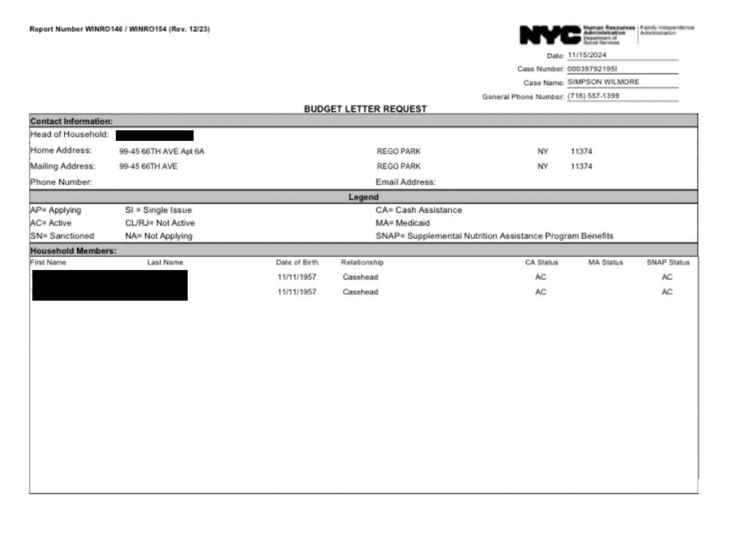 Report Number WINRO146 / WINRO154 (Rev. 12/23)
NYC Human Resources Administration Department of Social Services Family Independence Administration
Date: 11/15/2024
Case Number: 00039792195I
Case Name: SIMPSON WILMORE
General Phone Number: (718) 557-1399
BUDGET LETTER REQUEST
Contact Information:
Head of Household:
Home Address: 99-45 66TH AVE Apt 6A REGO PARK NY 11374
Mailing Address: 99-45 66TH AVE REGO PARK NY 11374
Phone Number: Email Address:
Legend
AP= Applying SI = Single Issue CA= Cash Assistance
AC= Active CL/RJ= Not Active MA= Medicaid
SN= Sanctioned NA= Not Applying SNAP= Supplemental Nutrition Assistance Program Benefits
Household Members:
First Name Last Name Date of Birth Relationship CA Status MA Status SNAP Status
11/11/1957 Casehead AC AC
11/11/1957 Casehead AC AC